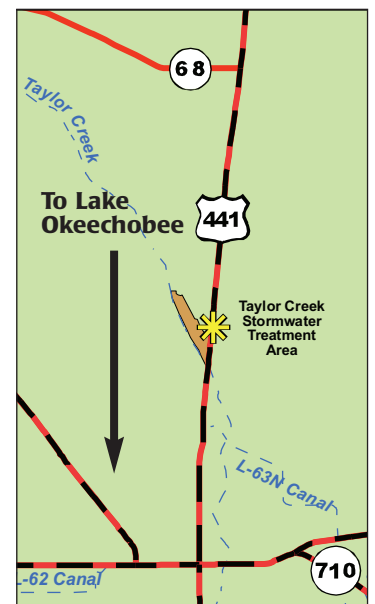 68
Taylor Creek
To Lake
Okeechobee
441
Taylor Creek
Stormwater
Treatment
Area
L-63N Canal
L-62 Canal
710